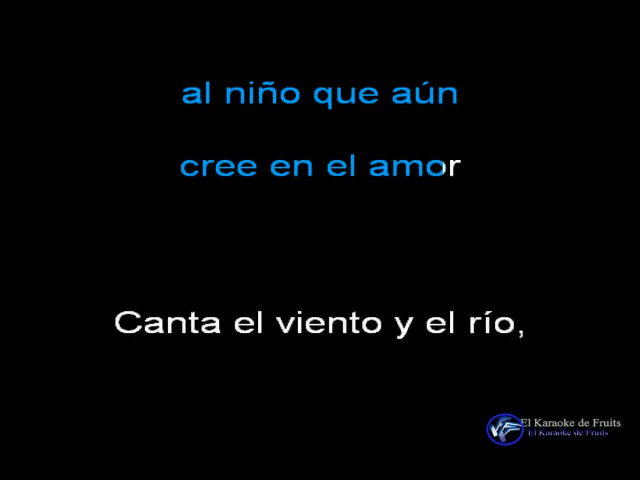 al niño que aún
cree en el amor
Canta el viento y el río,
El Karaoke de Fruits
El Karaoke de Fruits